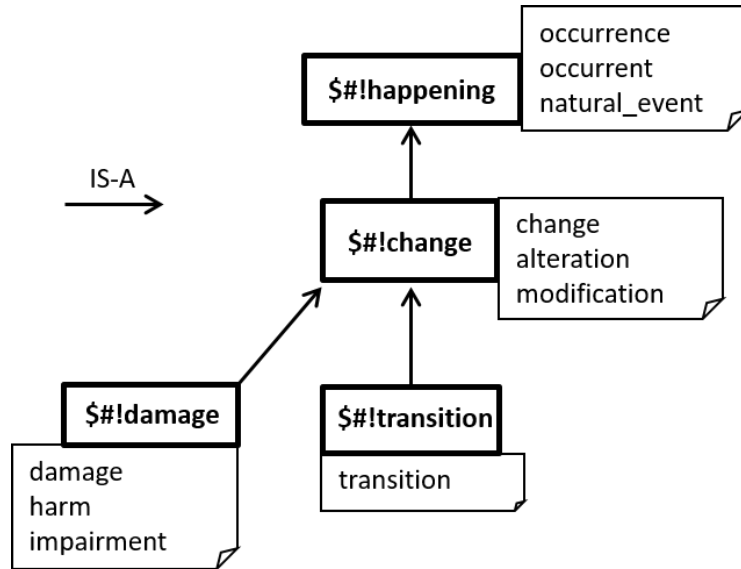 occurrence
occurrent
natural_event
$#!happening
IS-A
$#!change
change
alteration
modification
$#!damage
damage
harm
impairment
$#!transition
transition